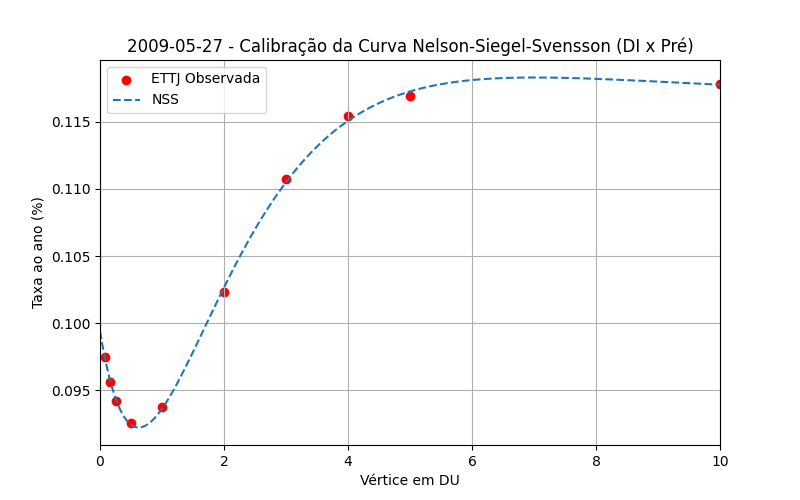 2009-05-27 - Calibração da Curva Nelson-Siegel-Svensson (DI x Pré)
ETTJ Observada
NSS
Taxa ao ano (%)
0.115
0.110
0.105
0.100
0.095
0 2 4 6 8 10
Vértice em DU